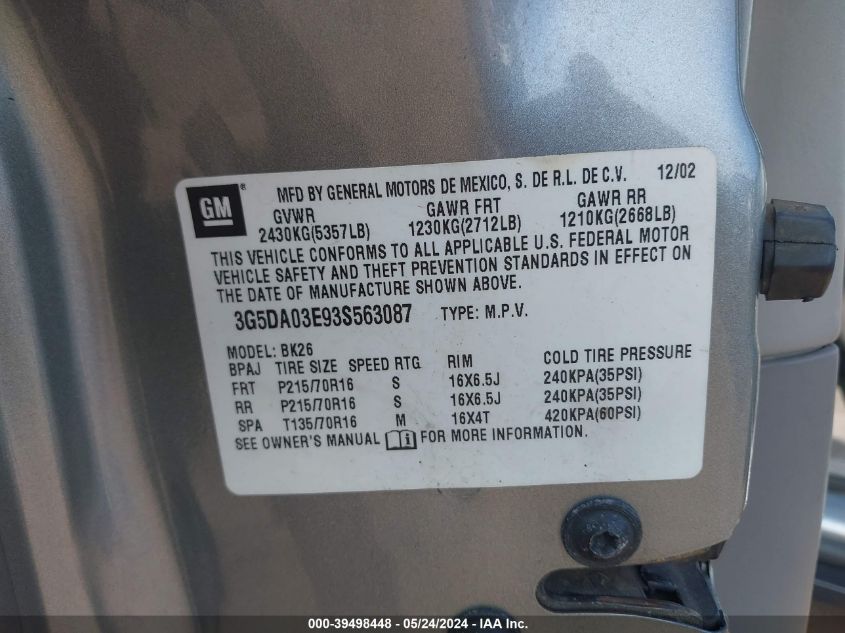 GM ® MFD BY GENERAL MOTORS DE MEXICO, S. DE R.L. DE C.V. 12/02
GVWR GAWR FRT GAWR RR
2430KG(5357LB) 1230KG(2712LB) 1210KG(2668LB)
THIS VEHICLE CONFORMS TO ALL APPLICABLE U.S. FEDERAL MOTOR
VEHICLE SAFETY AND THEFT PREVENTION STANDARDS IN EFFECT ON
THE DATE OF MANUFACTURE SHOWN ABOVE.
3G5DA03E93S563087 TYPE: M.P.V.
MODEL: BK26
BPAJ TIRE SIZE SPEED RTG RIM COLD TIRE PRESSURE
FRT P215/70R16 S 16X6.5J 240KPA(35PSI)
RR P215/70R16 S 16X6.5J 240KPA(35PSI)
SPA T135/70R16 M 16X4T 420KPA(60PSI)
SEE OWNER'S MANUAL FOR MORE INFORMATION.
000-39498448 - 05/24/2024 - IAA Inc.